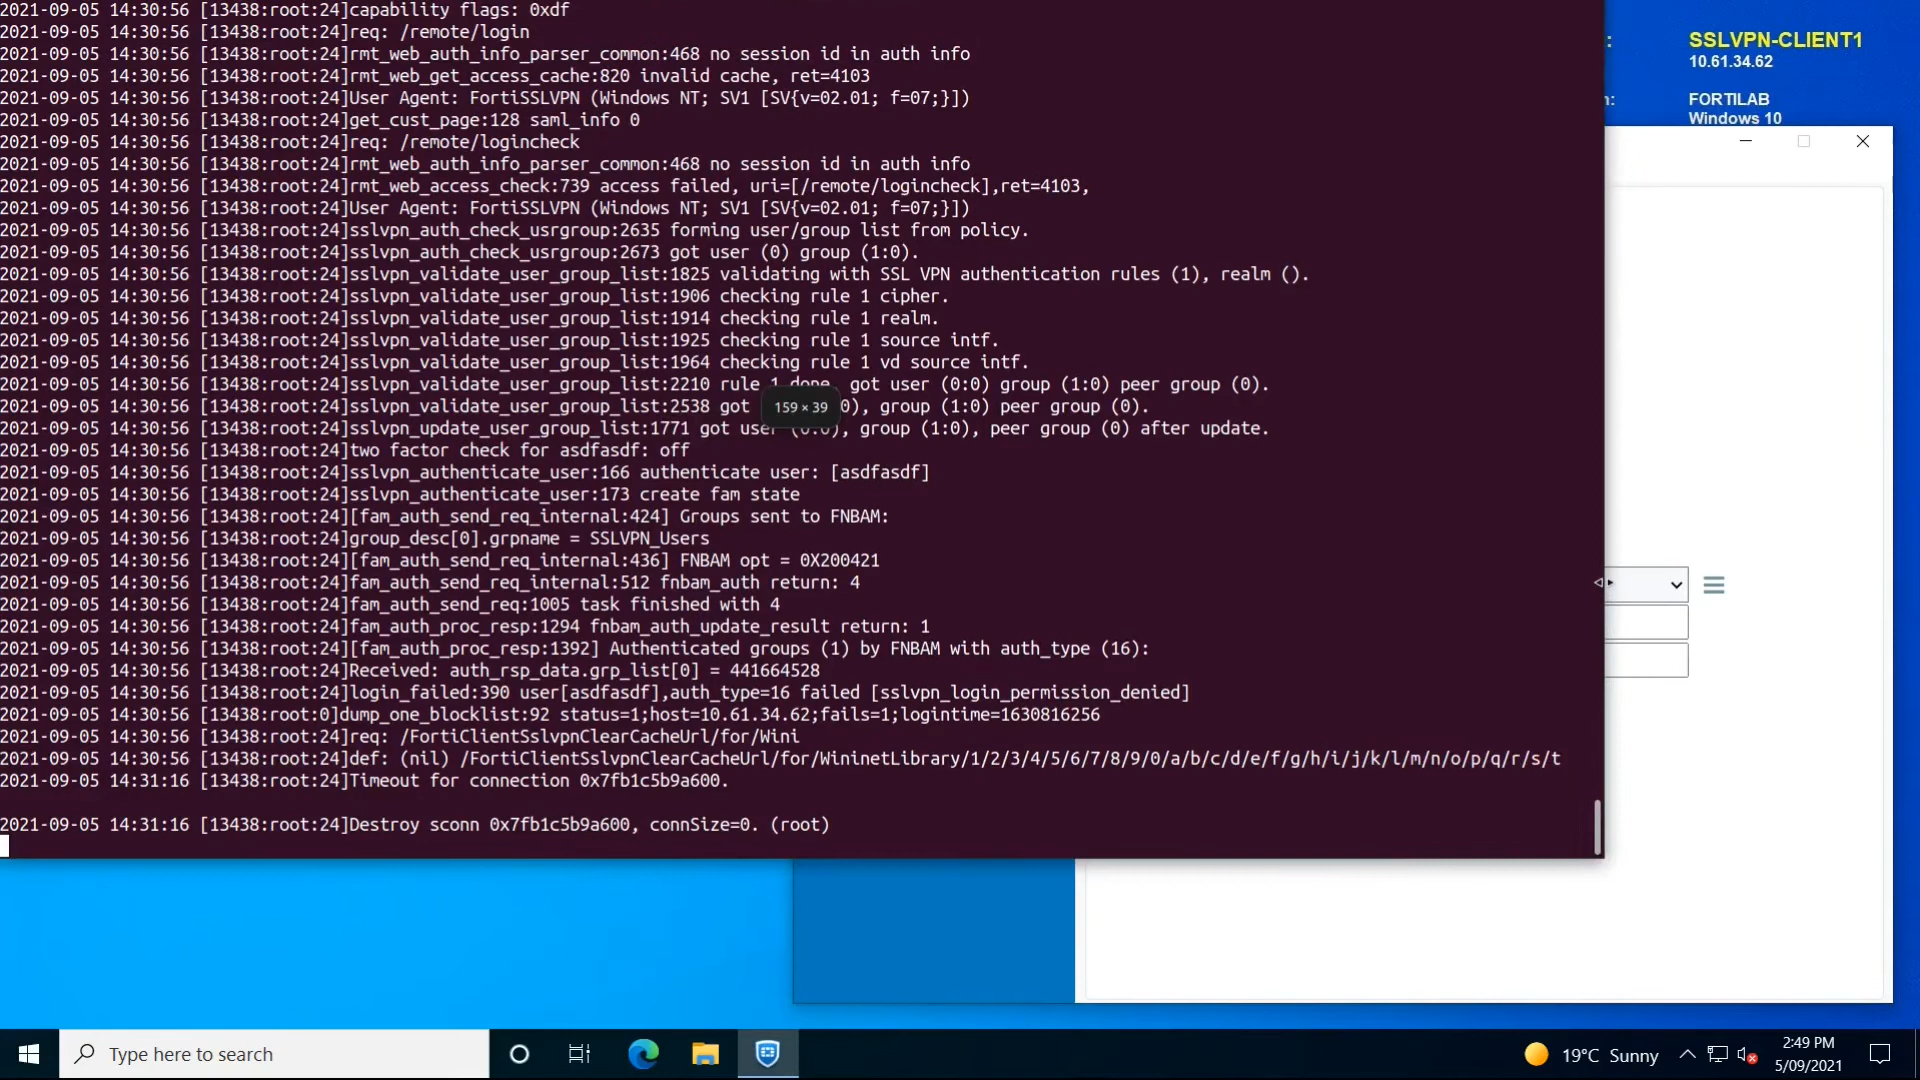 2021-09-05 14:30:56 [13438:root:24]capability flags: 0xdf
2021-09-05 14:30:56 [13438:root:24]req: /remote/login
2021-09-05 14:30:56 [13438:root:24]rmt_web_auth_info_parser_common:468 no session id in auth info
2021-09-05 14:30:56 [13438:root:24]rmt_web_get_access_cache:820 invalid cache, ret=4103
2021-09-05 14:30:56 [13438:root:24]User Agent: FortiSSLVPN (Windows NT; SV1 [SV{v=02.01; f=07;}])
2021-09-05 14:30:56 [13438:root:24]get_cust_page:128 saml_info 0
2021-09-05 14:30:56 [13438:root:24]req: /remote/logincheck
2021-09-05 14:30:56 [13438:root:24]rmt_web_auth_info_parser_common:468 no session id in auth info
2021-09-05 14:30:56 [13438:root:24]rmt_web_access_check:739 access failed, uri=[/remote/logincheck],ret=4103,
2021-09-05 14:30:56 [13438:root:24]User Agent: FortiSSLVPN (Windows NT; SV1 [SV{v=02.01; f=07;}])
2021-09-05 14:30:56 [13438:root:24]sslvpn_auth_check_usrgroup:2635 forming user/group list from policy.
2021-09-05 14:30:56 [13438:root:24]sslvpn_auth_check_usrgroup:2673 got user (0) group (1:0).
2021-09-05 14:30:56 [13438:root:24]sslvpn_validate_user_group_list:1825 validating with SSL VPN authentication rules (1), realm ().
2021-09-05 14:30:56 [13438:root:24]sslvpn_validate_user_group_list:1906 checking rule 1 cipher.
2021-09-05 14:30:56 [13438:root:24]sslvpn_validate_user_group_list:1914 checking rule 1 realm.
2021-09-05 14:30:56 [13438:root:24]sslvpn_validate_user_group_list:1925 checking rule 1 source intf.
2021-09-05 14:30:56 [13438:root:24]sslvpn_validate_user_group_list:1964 checking rule 1 vd source intf.
2021-09-05 14:30:56 [13438:root:24]sslvpn_validate_user_group_list:2210 rule 1 done, got user (0:0) group (1:0) peer group (0).
2021-09-05 14:30:56 [13438:root:24]sslvpn_validate_user_group_list:2538 got 0), group (1:0) peer group (0).
159 × 39
2021-09-05 14:30:56 [13438:root:24]sslvpn_update_user_group_list:1771 got user (0:0), group (1:0), peer group (0) after update.
2021-09-05 14:30:56 [13438:root:24]two factor check for asdfasdf: off
2021-09-05 14:30:56 [13438:root:24]sslvpn_authenticate_user:166 authenticate user: [asdfasdf]
2021-09-05 14:30:56 [13438:root:24]sslvpn_authenticate_user:173 create fam state
2021-09-05 14:30:56 [13438:root:24][fam_auth_send_req_internal:424] Groups sent to FNBAM:
2021-09-05 14:30:56 [13438:root:24]group_desc[0].grpname = SSLVPN_Users
2021-09-05 14:30:56 [13438:root:24][fam_auth_send_req_internal:436] FNBAM opt = 0X200421
2021-09-05 14:30:56 [13438:root:24]fam_auth_send_req_internal:512 fnbam_auth return: 4
2021-09-05 14:30:56 [13438:root:24]fam_auth_send_req:1005 task finished with 4
2021-09-05 14:30:56 [13438:root:24]fam_auth_proc_resp:1294 fnbam_auth_update_result return: 1
2021-09-05 14:30:56 [13438:root:24][fam_auth_proc_resp:1392] Authenticated groups (1) by FNBAM with auth_type (16):
2021-09-05 14:30:56 [13438:root:24]Received: auth_rsp_data.grp_list[0] = 441664528
2021-09-05 14:30:56 [13438:root:24]login_failed:390 user[asdfasdf],auth_type=16 failed [sslvpn_login_permission_denied]
2021-09-05 14:30:56 [13438:root:0]dump_one_blocklist:92 status=1;host=10.61.34.62;fails=1;logintime=1630816256
2021-09-05 14:30:56 [13438:root:24]req: /FortiClientSslvpnClearCacheUrl/for/Wini
2021-09-05 14:30:56 [13438:root:24]def: (nil) /FortiClientSslvpnClearCacheUrl/for/WininetLibrary/1/2/3/4/5/6/7/8/9/0/a/b/c/d/e/f/g/h/i/j/k/l/m/n/o/p/q/r/s/t
2021-09-05 14:31:16 [13438:root:24]Timeout for connection 0x7fb1c5b9a600.
2021-09-05 14:31:16 [13438:root:24]Destroy sconn 0x7fb1c5b9a600, connSize=0. (root)
: SSLVPN-CLIENT1
10.61.34.62
n: FORTILAB
Windows 10
Type here to search
19°C Sunny
2:49 PM
5/09/2021